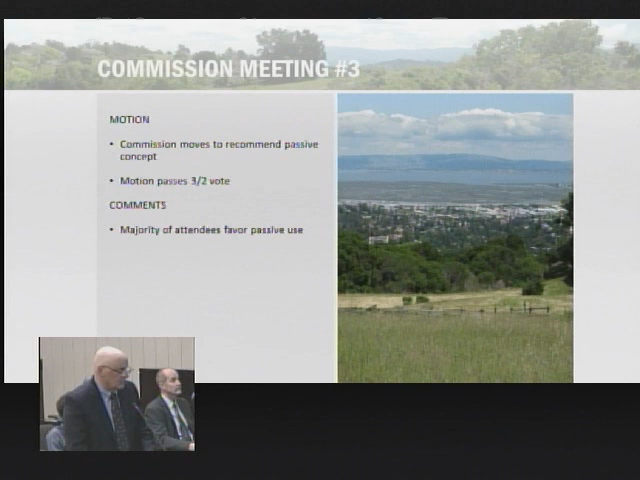 COMMISSION MEETING #3
MOTION
• Commission moves to recommend passive
concept
• Motion passes 3/2 vote
COMMENTS
• Majority of attendees favor passive use